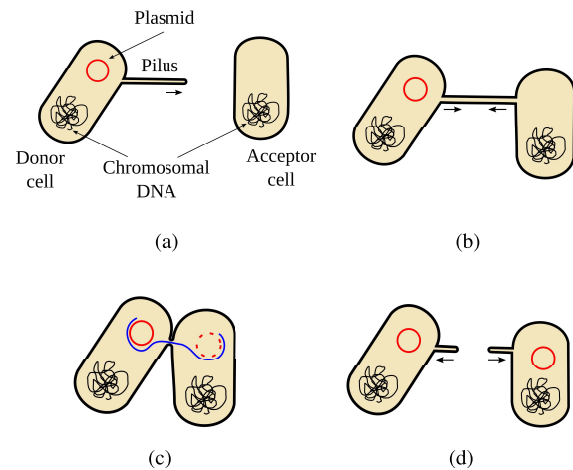 Plasmid
Pilus
Donor
cell
Chromosomal
DNA
Acceptor
cell
(a)
(b)
(c)
(d)